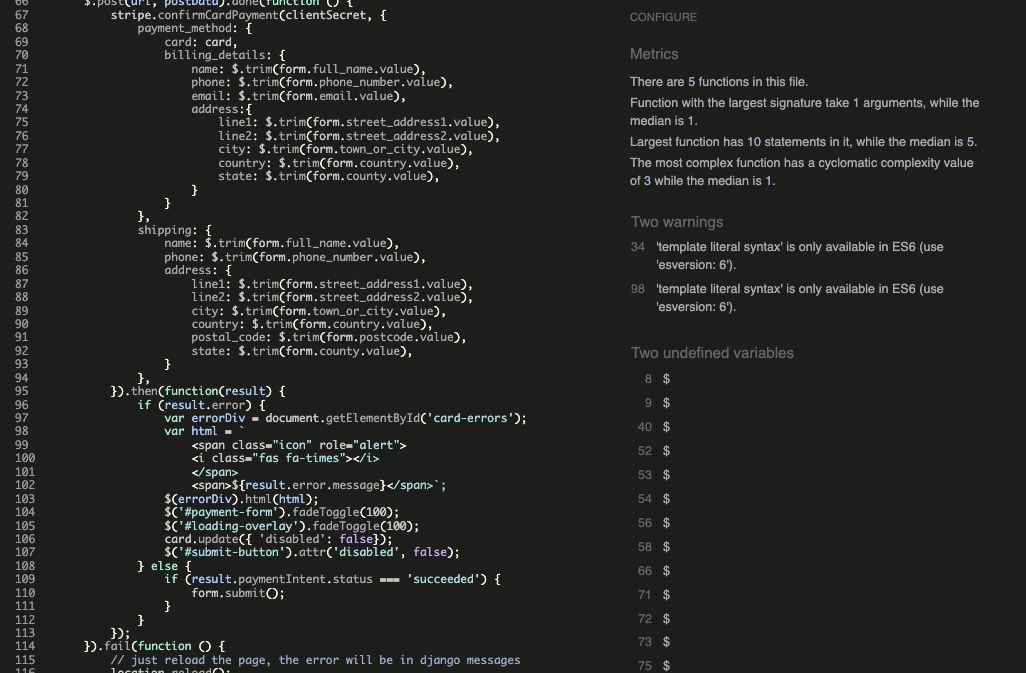 66 $.post(url, postData).done(function () {
67 stripe.confirmCardPayment(clientSecret, {
68 payment_method: {
69 card: card,
70 billing_details: {
71 name: $.trim(form.full_name.value),
72 phone: $.trim(form.phone_number.value),
73 email: $.trim(form.email.value),
74 address:{
75 line1: $.trim(form.street_address1.value),
76 line2: $.trim(form.street_address2.value),
77 city: $.trim(form.town_or_city.value),
78 country: $.trim(form.country.value),
79 state: $.trim(form.county.value),
80 }
81 }
82 },
83 shipping: {
84 name: $.trim(form.full_name.value),
85 phone: $.trim(form.phone_number.value),
86 address: {
87 line1: $.trim(form.street_address1.value),
88 line2: $.trim(form.street_address2.value),
89 city: $.trim(form.town_or_city.value),
90 country: $.trim(form.country.value),
91 postal_code: $.trim(form.postcode.value),
92 state: $.trim(form.county.value),
93 }
94 },
95 }).then(function(result) {
96 if (result.error) {
97 var errorDiv = document.getElementById('card-errors');
98 var html = `
99 <span class="icon" role="alert">
100 <i class="fas fa-times"></i>
101 </span>
102 <span>${result.error.message}</span>`;
103 $(errorDiv).html(html);
104 $('#payment-form').fadeToggle(100);
105 $('#loading-overlay').fadeToggle(100);
106 card.update({ 'disabled': false});
107 $('#submit-button').attr('disabled', false);
108 } else {
109 if (result.paymentIntent.status === 'succeeded') {
110 form.submit();
111 }
112 }
113 });
114 }).fail(function () {
115 // just reload the page, the error will be in django messages
116 location.reload();
CONFIGURE
Metrics
There are 5 functions in this file.
Function with the largest signature take 1 arguments, while the
median is 1.
Largest function has 10 statements in it, while the median is 5.
The most complex function has a cyclomatic complexity value
of 3 while the median is 1.
Two warnings
34 'template literal syntax' is only available in ES6 (use
'esversion: 6').
98 'template literal syntax' is only available in ES6 (use
'esversion: 6').
Two undefined variables
8 $
9 $
40 $
52 $
53 $
54 $
56 $
58 $
66 $
71 $
72 $
73 $
75 $